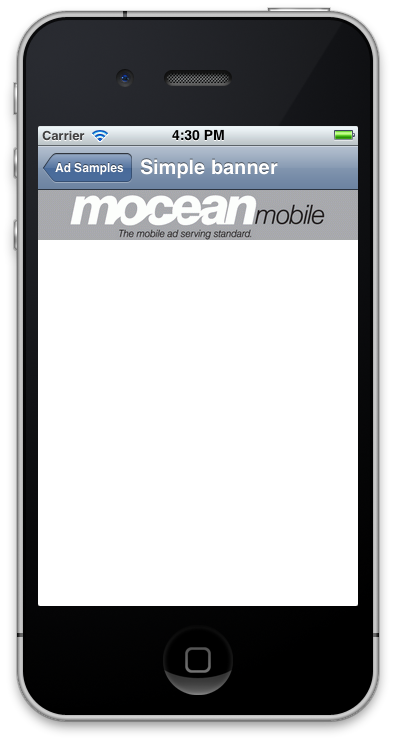 Carrier 4:30 PM
Ad Samples Simple banner
mocean mobile
The mobile ad serving standard.